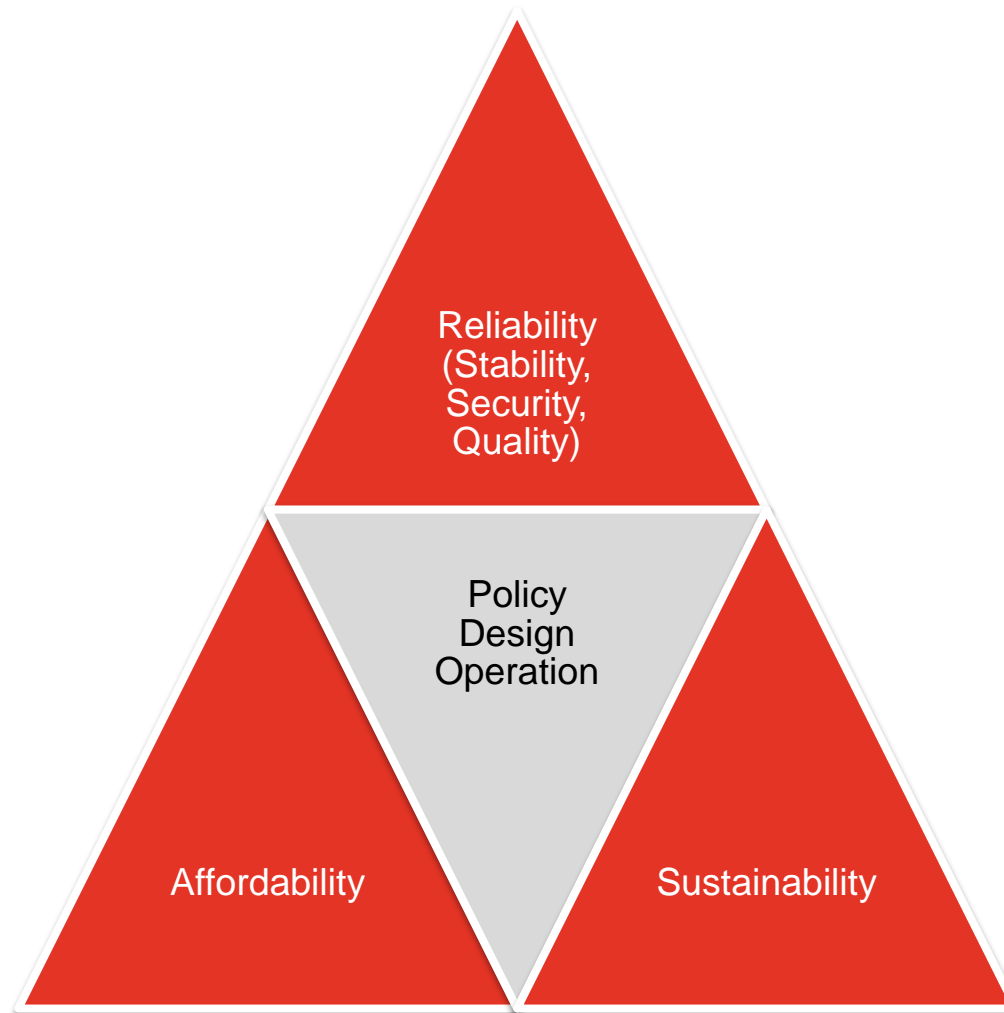 Reliability
(Stability,
Security,
Quality)
Policy
Design
Operation
Affordability
Sustainability